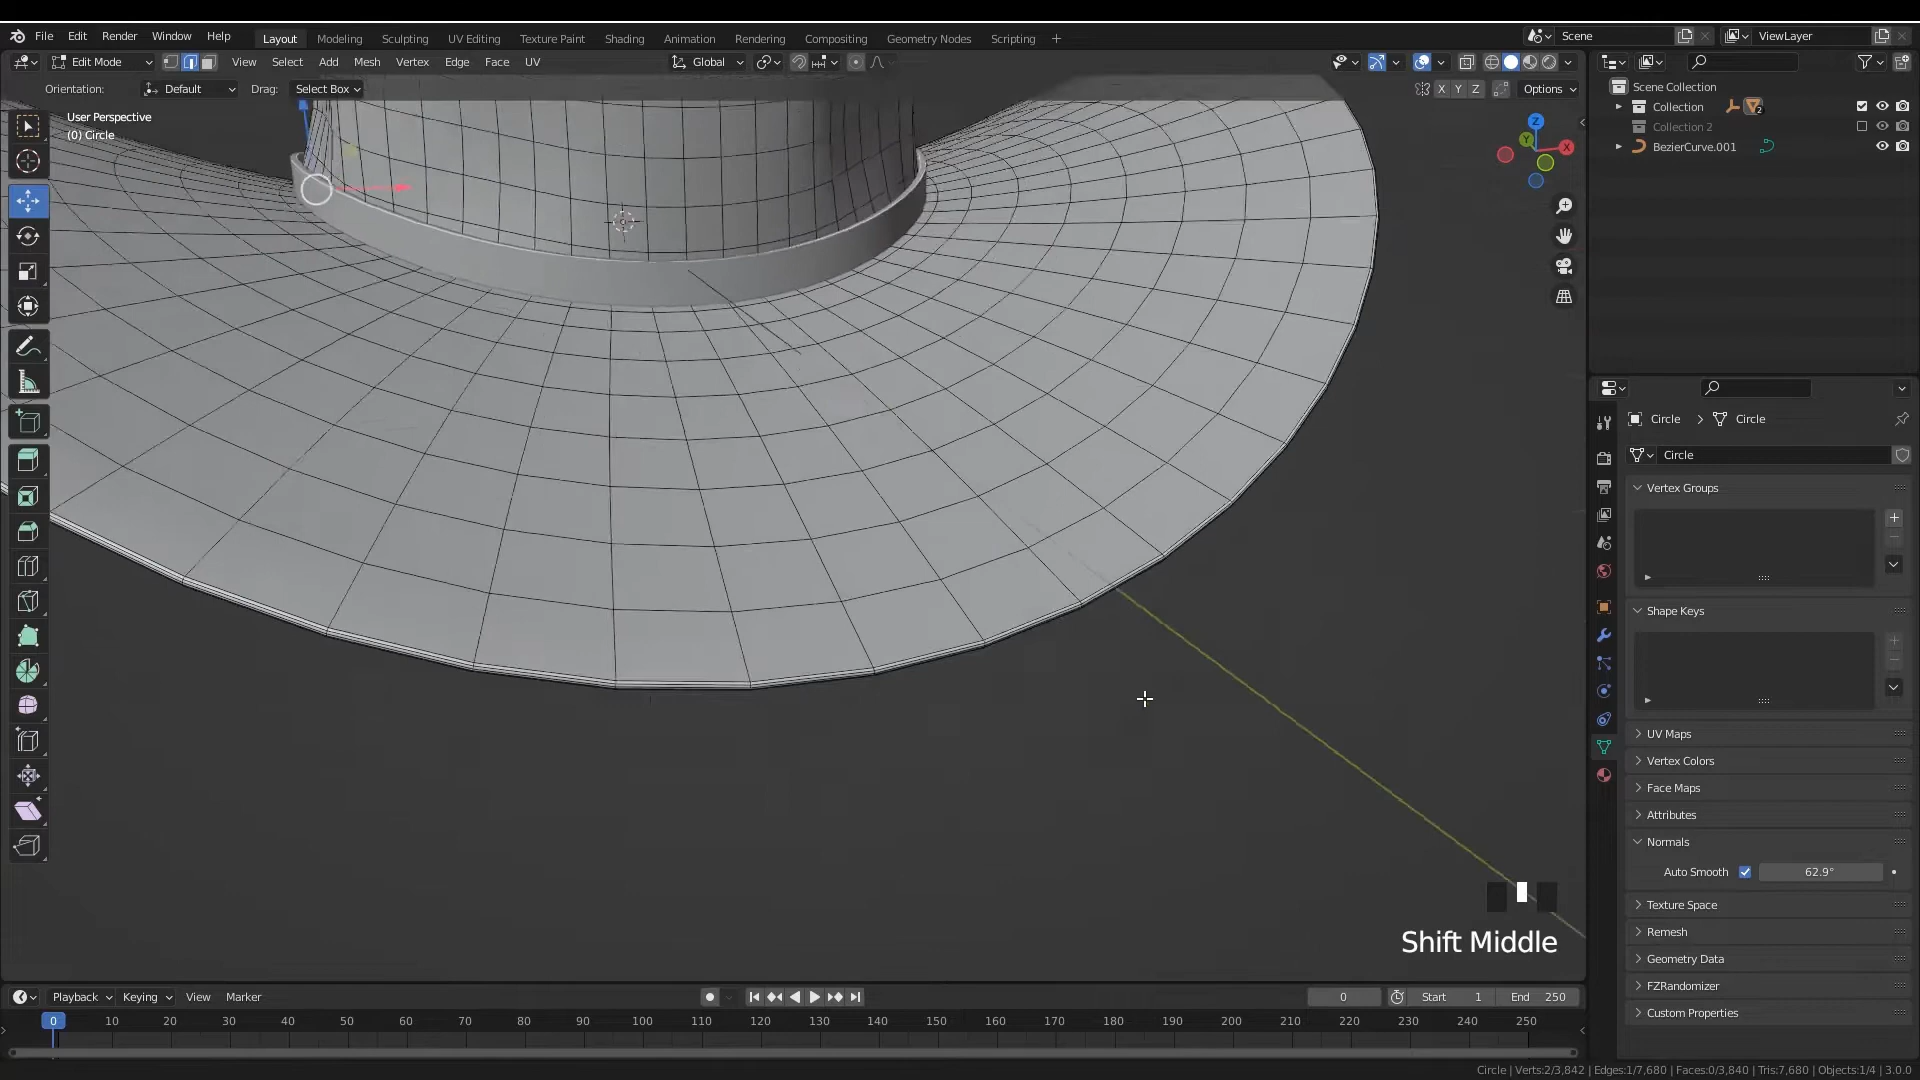 File Edit Render Window Help Layout Modeling Sculpting UV Editing Texture Paint Shading Animation Rendering Compositing Geometry Nodes Scripting + Scene ViewLayer
Edit Mode View Select Add Mesh Vertex Edge Face UV Global
Orientation: Default Drag: Select Box X Y Z Options
User Perspective
(0) Circle
Z
Y
X
Scene Collection
Collection 2
Collection 2
BezierCurve.001
Circle > Circle
Circle
Vertex Groups
Shape Keys
UV Maps
Vertex Colors
Face Maps
Attributes
Normals
Auto Smooth 62.9°
Texture Space
Remesh
Geometry Data
FZRandomizer
Custom Properties
Shift Middle
Playback Keying View Marker 0 Start 1 End 250
0 10 20 30 40 50 60 70 80 90 100 110 120 130 140 150 160 170 180 190 200 210 220 230 240 250
Circle | Verts:2/3,842 | Edges:1/7,680 | Faces:0/3,840 | Tris:7,680 | Objects:1/4 | 3.0.0